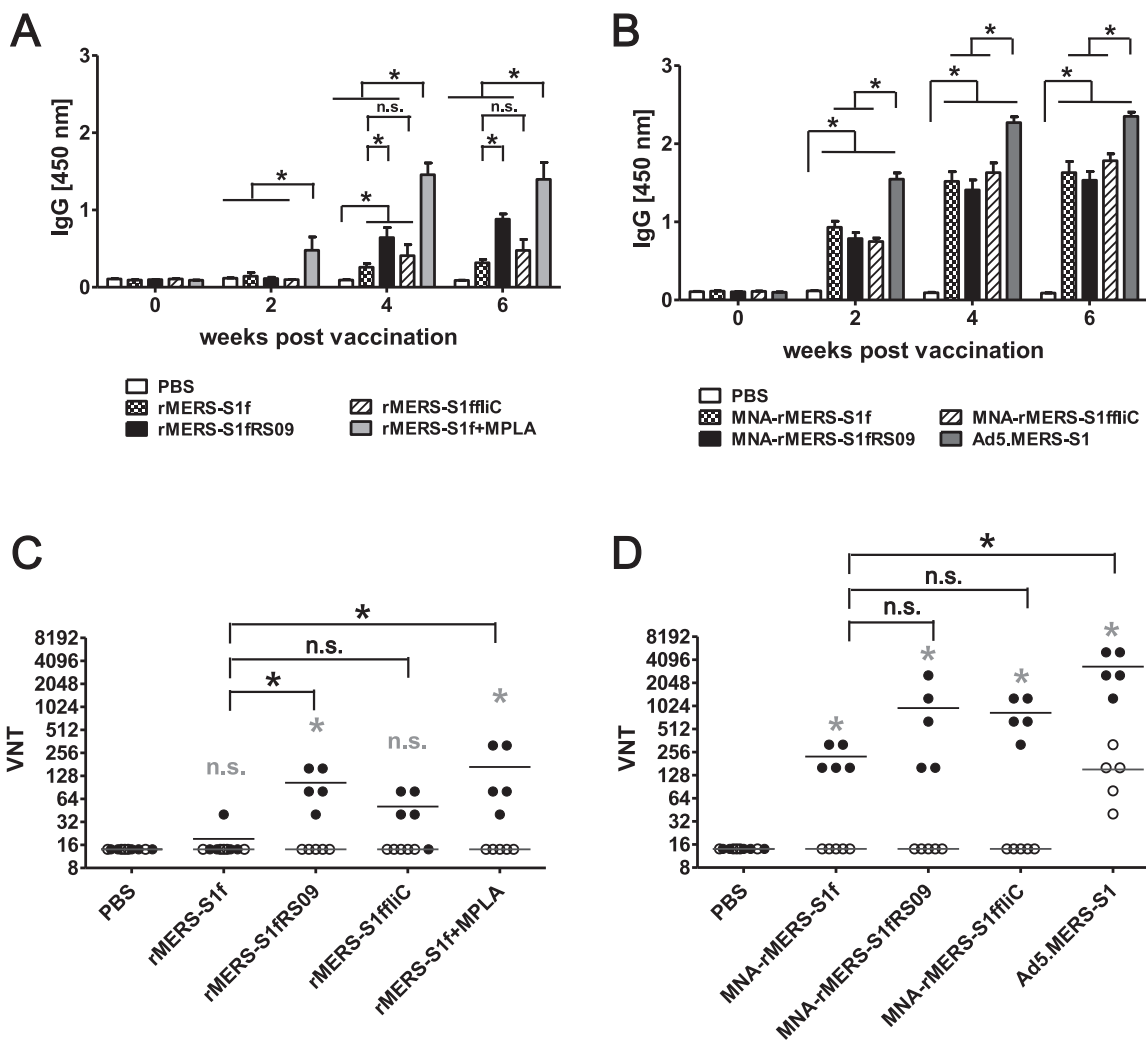 A
IgG [450 nm]
3
2
1
0
*
*
n.s.
*
*
*
n.s.
*
0 2 4 6
weeks post vaccination
PBS
rMERS-S1f
rMERS-S1fRS09
rMERS-S1ffliC
rMERS-S1f+MPLA
B
IgG [450 nm]
3
2
1
0
*
*
*
*
*
*
0 2 4 6
weeks post vaccination
PBS
MNA-rMERS-S1f
MNA-rMERS-S1fRS09
MNA-rMERS-S1ffliC
Ad5.MERS-S1
C
VNT
8192
4096
2048
1024
512
256
128
64
32
16
8
*
n.s.
*
n.s.
*
n.s.
*
PBS
rMERS-S1f
rMERS-S1fRS09
rMERS-S1ffliC
rMERS-S1f+MPLA
D
VNT
8192
4096
2048
1024
512
256
128
64
32
16
8
*
n.s.
n.s.
*
*
*
*
PBS
MNA-rMERS-S1f
MNA-rMERS-S1fRS09
MNA-rMERS-S1ffliC
Ad5.MERS-S1